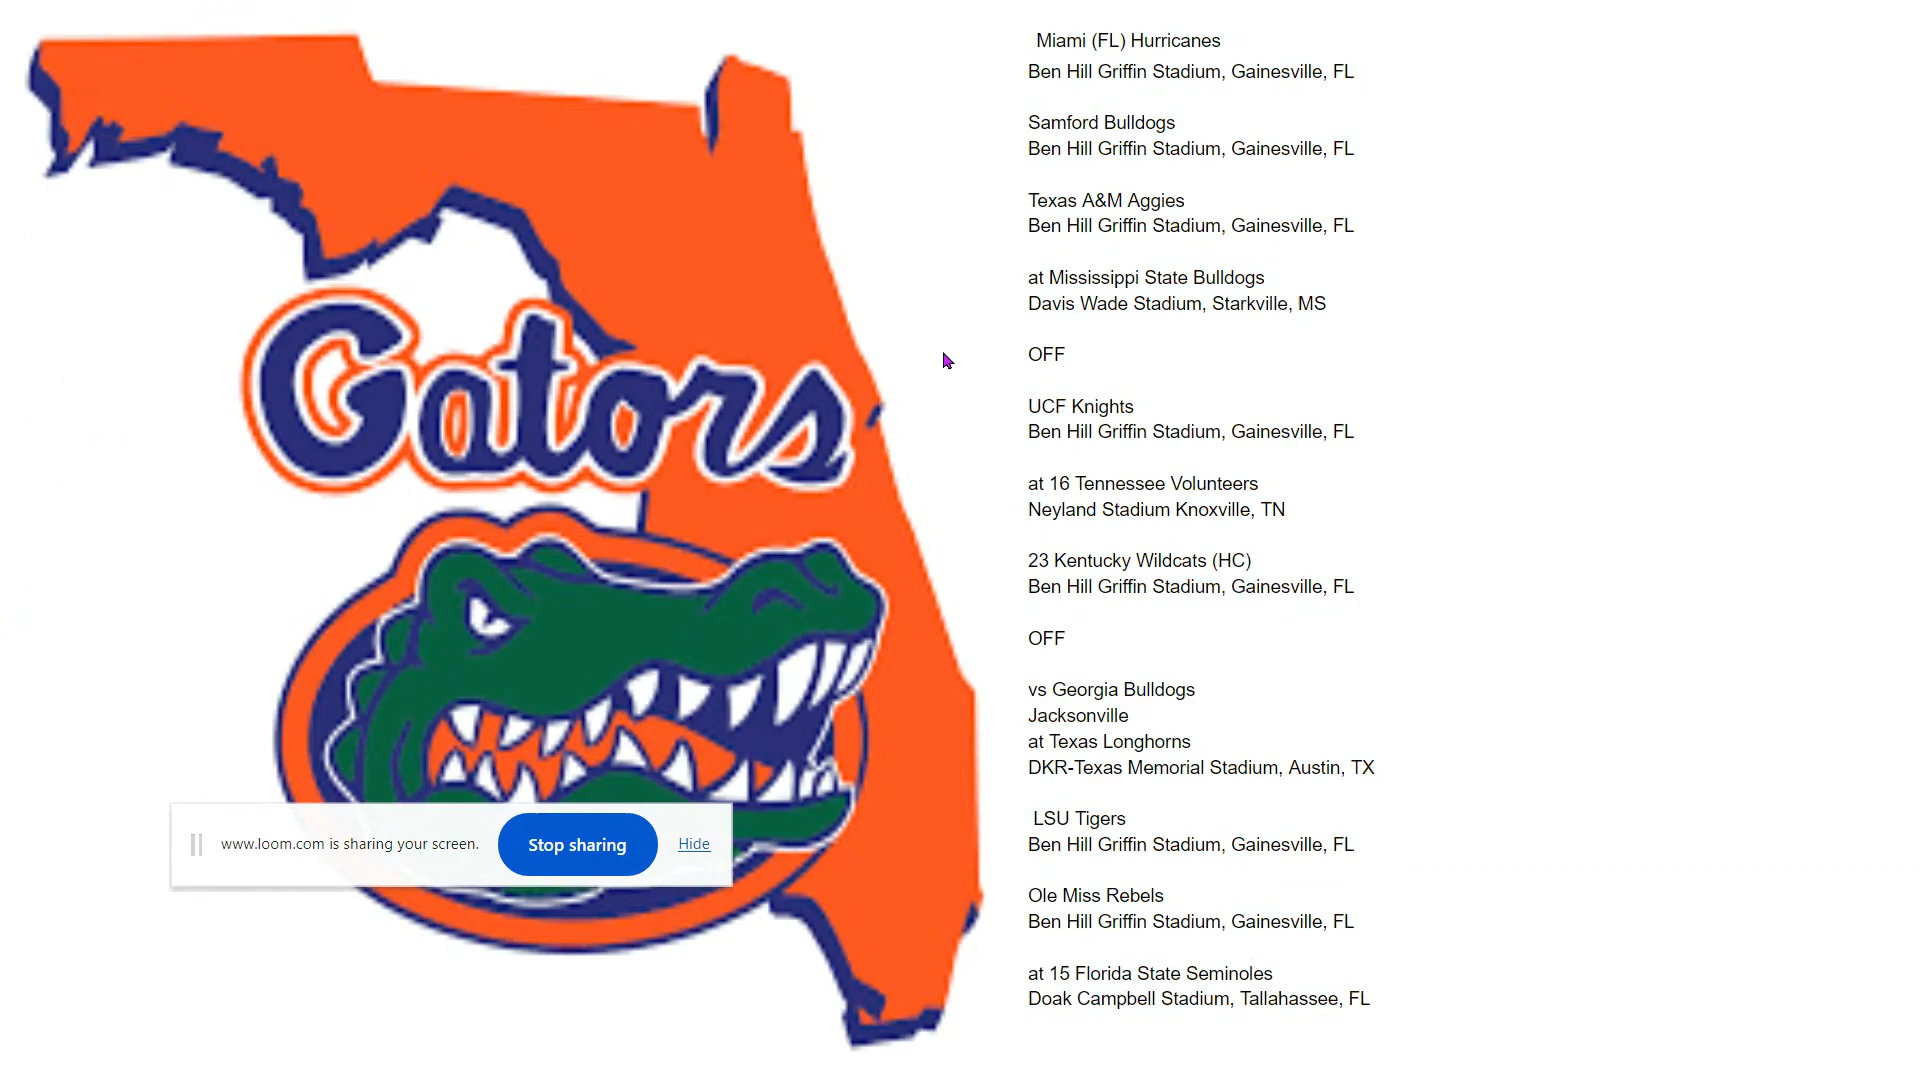 Miami (FL) Hurricanes
Ben Hill Griffin Stadium, Gainesville, FL
Samford Bulldogs
Ben Hill Griffin Stadium, Gainesville, FL
Texas A&M Aggies
Ben Hill Griffin Stadium, Gainesville, FL
at Mississippi State Bulldogs
Davis Wade Stadium, Starkville, MS
OFF
UCF Knights
Ben Hill Griffin Stadium, Gainesville, FL
at 16 Tennessee Volunteers
Neyland Stadium Knoxville, TN
23 Kentucky Wildcats (HC)
Ben Hill Griffin Stadium, Gainesville, FL
OFF
vs Georgia Bulldogs
Jacksonville
at Texas Longhorns
DKR-Texas Memorial Stadium, Austin, TX
LSU Tigers
Ben Hill Griffin Stadium, Gainesville, FL
Ole Miss Rebels
Ben Hill Griffin Stadium, Gainesville, FL
at 15 Florida State Seminoles
Doak Campbell Stadium, Tallahassee, FL
Gators
www.loom.com is sharing your screen.
Stop sharing
Hide